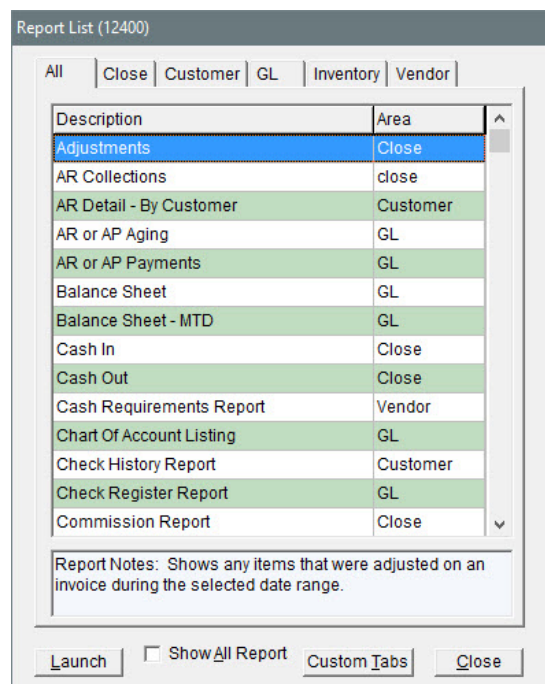 Report List (12400)
All Close Customer GL Inventory Vendor
Description Area
Adjustments Close
AR Collections close
AR Detail - By Customer Customer
AR or AP Aging GL
AR or AP Payments GL
Balance Sheet GL
Balance Sheet - MTD GL
Cash In Close
Cash Out Close
Cash Requirements Report Vendor
Chart Of Account Listing GL
Check History Report Customer
Check Register Report GL
Commission Report Close
Report Notes: Shows any items that were adjusted on an
invoice during the selected date range.
Launch Show All Report Custom Tabs Close